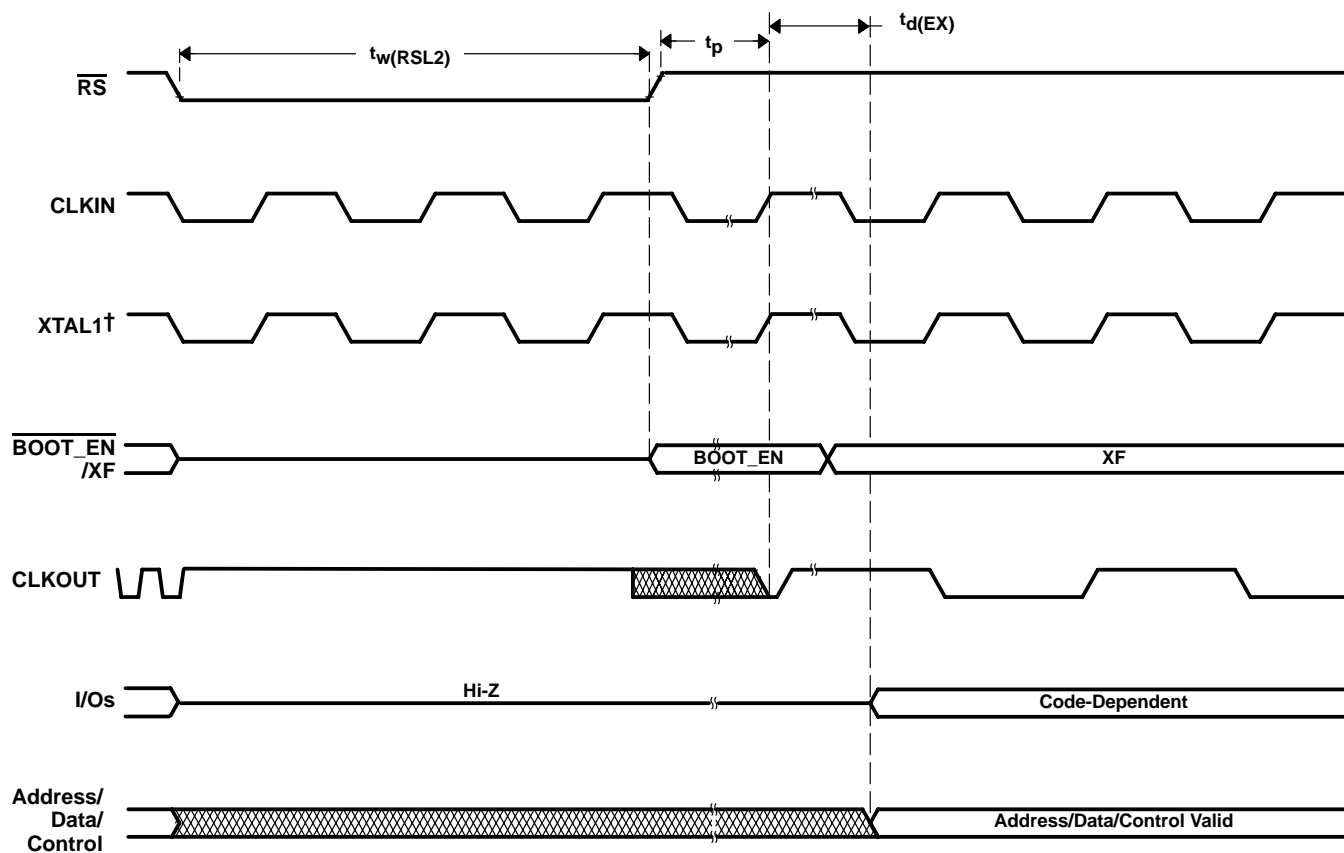 td(EX)
tw(RSL2)
tp
RS
CLKIN
XTAL1†
BOOT_EN
/XF
BOOT_EN
XF
CLKOUT
I/Os
Hi-Z
Code-Dependent
Address/
Data/
Control
Address/Data/Control Valid